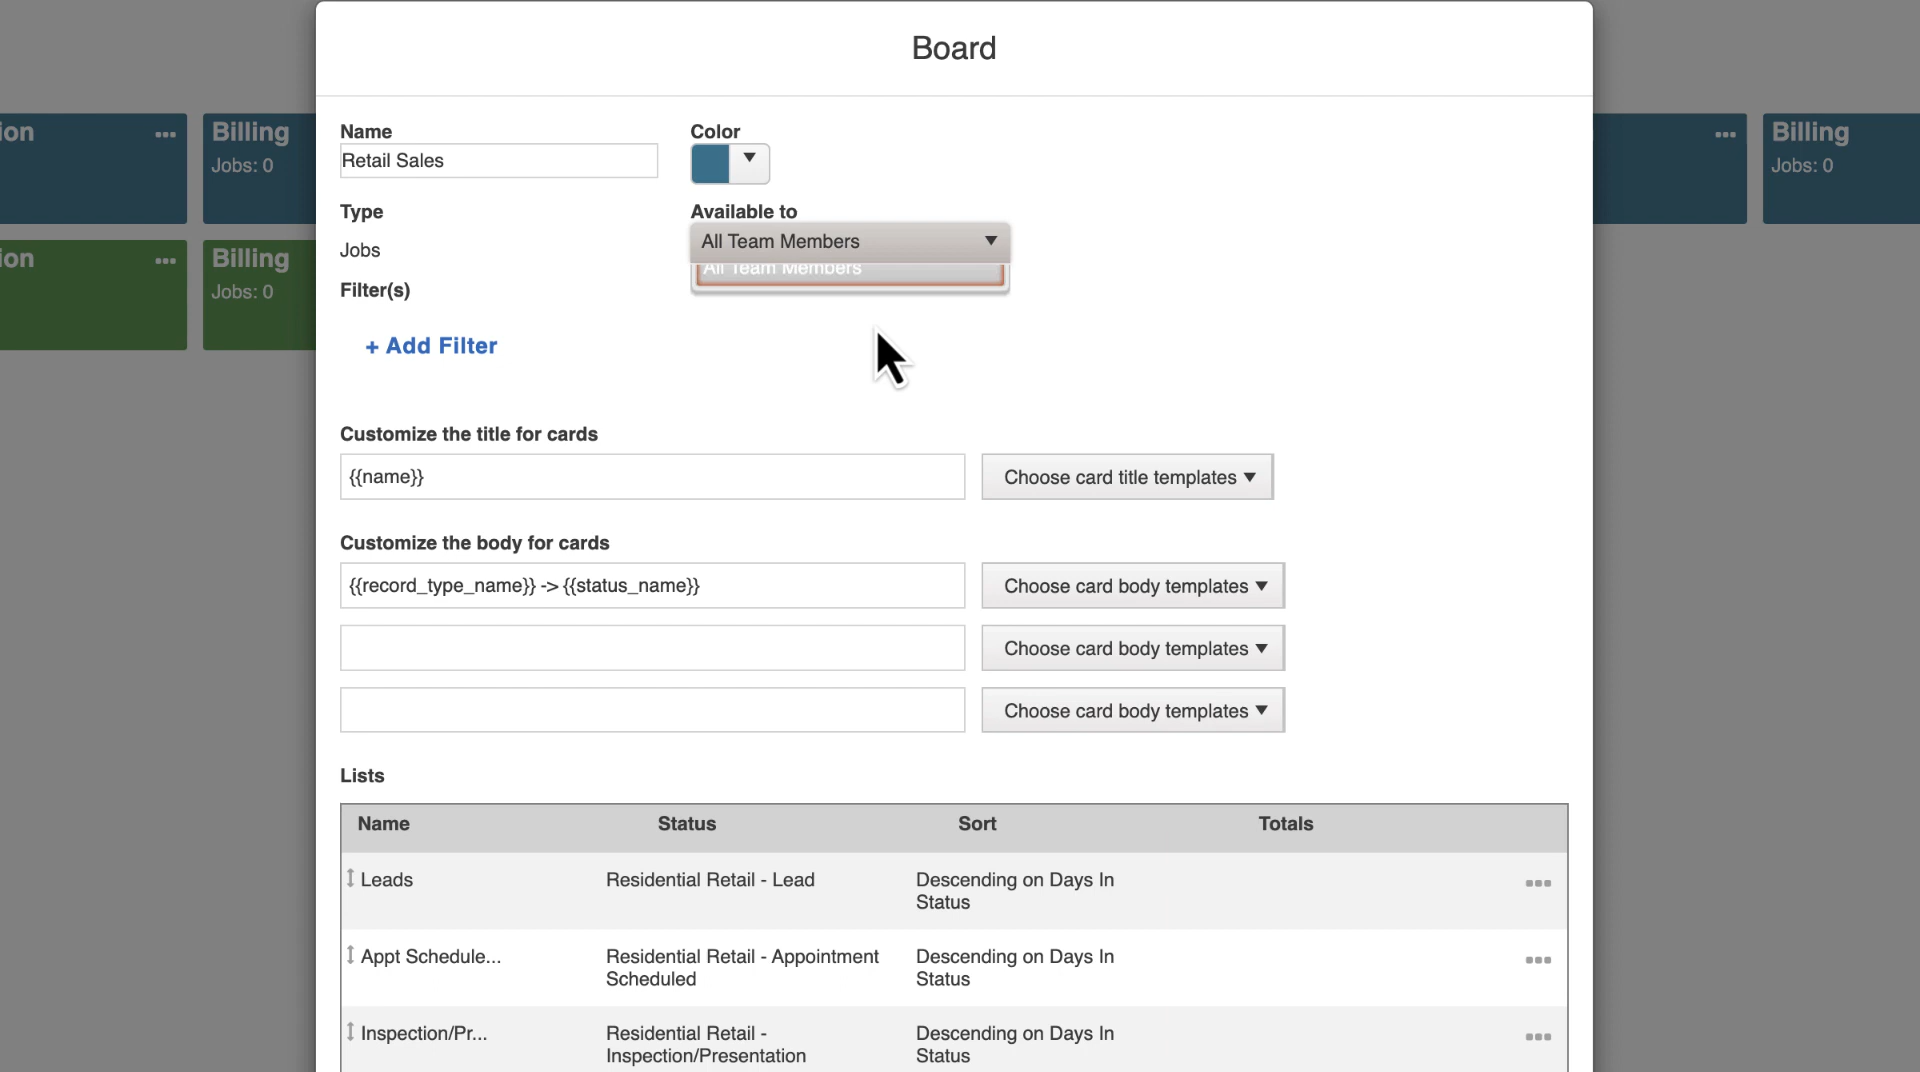 Board
ion
Billing
Jobs: 0
ion
Billing
Jobs: 0
Billing
Jobs: 0
Name
Color
Retail Sales
Type
Available to
Jobs
All Team Members
All Team Members
Filter(s)
+ Add Filter
Customize the title for cards
{{name}}
Choose card title templates
Customize the body for cards
{{record_type_name}} -> {{status_name}}
Choose card body templates
Choose card body templates
Choose card body templates
Lists
Name Status Sort Totals
Leads
Residential Retail - Lead
Descending on Days In
Status
Appt Schedule...
Residential Retail - Appointment
Scheduled
Descending on Days In
Status
Inspection/Pr...
Residential Retail -
Inspection/Presentation
Descending on Days In
Status